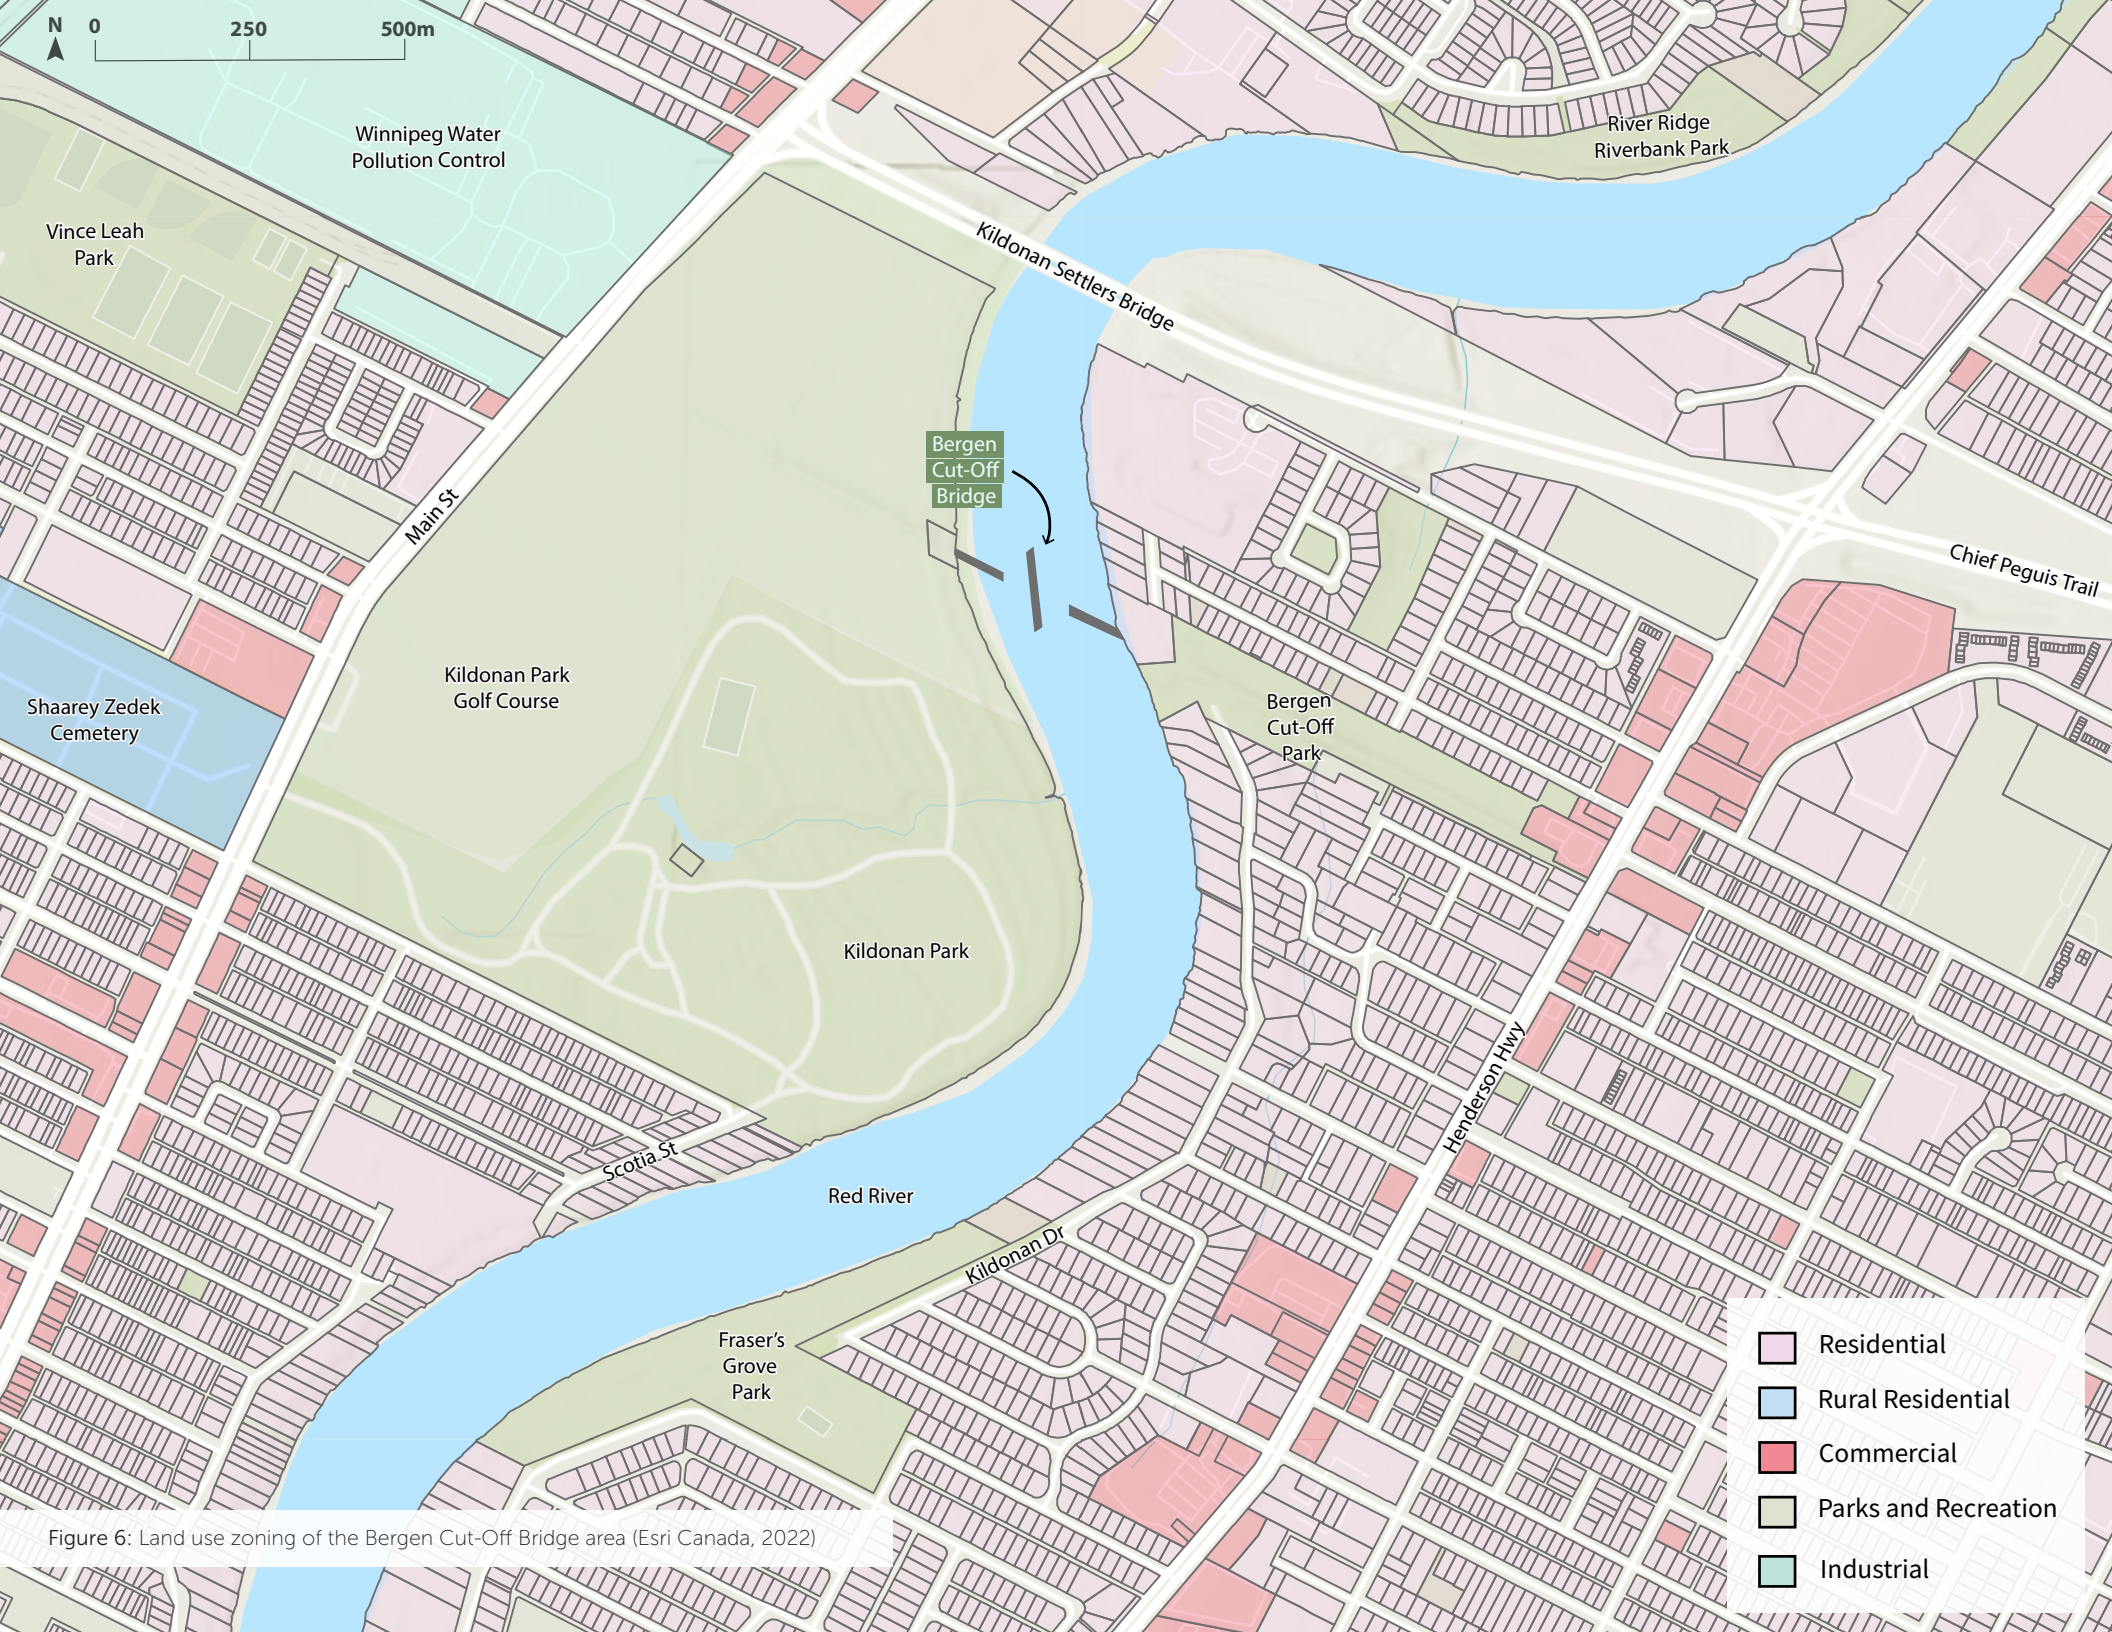 N 0 250 500m
Winnipeg Water
Pollution Control
River Ridge
Riverbank Park
Vince Leah
Park
Kildonan Settlers Bridge
Bergen
Cut-Off
Bridge
Main St
Chief Peguis Trail
Kildonan Park
Golf Course
Shaarey Zedek
Cemetery
Bergen
Cut-Off
Park
Kildonan Park
Henderson Hwy
Scotia St
Red River
Kildonan Dr
Fraser’s
Grove
Park
Residential
Rural Residential
Commercial
Parks and Recreation
Industrial
Figure 6: Land use zoning of the Bergen Cut-Off Bridge area (Esri Canada, 2022)